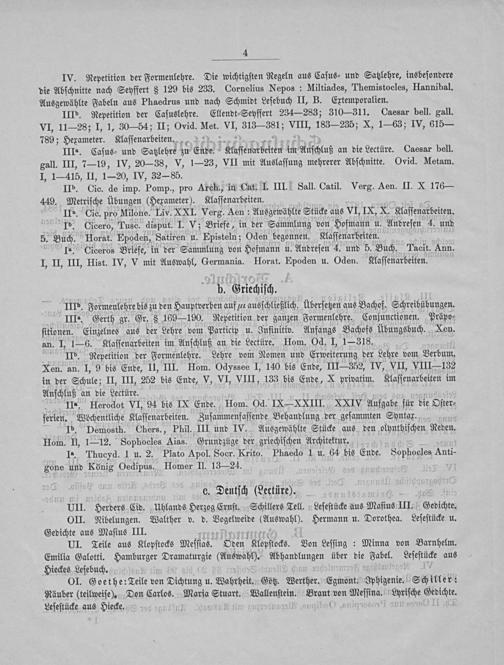 4
IV. Repetition der Formenlehre. Die wichtigsten Regeln aus Casus- und Satzlehre, insbesondere
die Abschnitte nach Seyffert § 129 bis 233. Cornelius Nepos: Miltiades, Themistocles, Hannibal.
Ausgewählte Fabeln aus Phaedrus und nach Schmidt Lesebuch II, B. Extemporalien.
IIIb. Repetition der Casuslehre. Ellendt-Seyffert 234—283; 310—311. Caesar bell. gall.
VI, 11—28; I, 1, 30—54; II; Ovid. Met. VI, 313—381; VIII, 183—235; X, 1—63; IV, 615—
789; Hexameter. Klassenarbeiten.
IIIa. Casus- und Satzlehre zu Ende. Klassenarbeiten im Anschluß an die Lectüre. Caesar bell.
gall. III, 7—19, IV, 20—38, V, 1—23, VII mit Auslassung mehrerer Abschnitte. Ovid. Metam.
I, 1—415, II, 1—20, IV, 32—85.
IIb. Cic. de imp. Pomp., pro Arch., in Cat. I. III. Sall. Catil. Verg. Aen. II. X 176—
449. Metrische Übungen (Hexameter). Klassenarbeiten.
IIa. Cic. pro Milone. Liv. XXI. Verg. Aen: Ausgewählte Stücke aus VI, IX, X. Klassenarbeiten.
Ib. Cicero, Tusc. disput. I. V; Briefe, in der Sammlung von Hofmann u. Andresen 4. und
5. Buch. Horat. Epoden, Satiren u. Episteln; Oden begonnen. Klassenarbeiten.
Ia. Ciceros Briefe, in der Sammlung von Hofmann u. Andresen 4. und 5. Buch. Tacit. Ann.
I, II, III, Hist. IV, V mit Auswahl, Germania. Horat. Epoden u. Oden. Klassenarbeiten.
b. Griechisch.
IIIb. Formenlehre bis zu den Hauptverben auf μι ausschließlich. Übersetzen aus Bachof. Schreibübungen.
IIIa. Gerth gr. Gr. § 169—190. Repetition der ganzen Formenlehre. Conjunctionen. Präpo-
sitionen. Einzelnes aus der Lehre vom Particip u. Infinitiv. Anfangs Bachofs Übungsbuch. Xen.
an. I, 1—6. Klassenarbeiten im Anschluß an die Lectüre. Hom. Od. I, 1—318.
IIb. Repetition der Formenlehre. Lehre vom Nomen und Erweiterung der Lehre vom Verbum.
Xen. an. I, 9 bis Ende, II, III. Hom. Odyssee I, 140 bis Ende, III—352, IV, VII, VIII—132
in der Schule; II, III, 252 bis Ende, V, VI, VIII, 133 bis Ende, X privatim. Klassenarbeiten im
Anschluß an die Lectüre.
IIa. Herodot VI, 94 bis IX Ende. Hom. Od. IX—XXIII. XXIV Aufgabe für die Oster-
ferien. Wöchentliche Klassenarbeiten. Zusammenfassende Behandlung der gesammten Syntax.
Ib. Demosth. Chers., Phil. III und IV. Ausgewählte Stücke aus den olynthischen Reden.
Hom. II, 1—12. Sophocles Aias. Grundzüge der griechischen Architektur.
Ia. Thucyd. 1 u. 2. Plato Apol. Socr. Krito. Phaedo 1 u. 64 bis Ende. Sophocles Anti-
gone und König Oedipus. Homer Il. 13—24.
c. Deutsch (Lectüre).
UII. Herders Cid. Uhlands Herzog Ernst. Schillers Tell. Lesestücke aus Masius III. Gedichte.
OII. Nibelungen. Walther v. d. Vogelweide (Auswahl). Hermann u. Dorothea. Lesestücke u.
Gedichte aus Masius III.
UI. Teile aus Klopstocks Messias. Oden Klopstocks. Von Lessing: Minna von Barnhelm.
Emilia Galotti. Hamburger Dramaturgie (Auswahl). Abhandlungen über die Fabel. Lesestücke aus
Hieckes Lesebuch.
OI. Goethe: Teile von Dichtung u. Wahrheit. Götz. Werther. Egmont. Iphigenie. Schiller:
Räuber (teilweise). Don Carlos. Maria Stuart. Wallenstein. Braut von Messina. Lyrische Gedichte.
Lesestücke aus Hiecke.